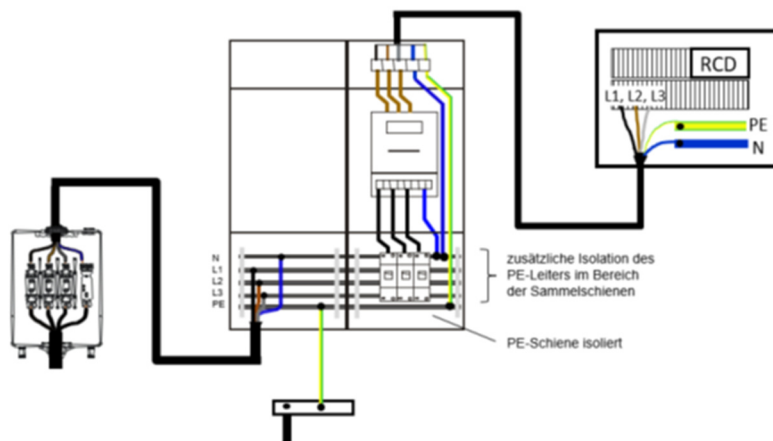 RCD
L1, L2, L3
PE
N
N
L1
L2
L3
PE
zusätzliche Isolation des
PE-Leiters im Bereich
der Sammelschienen
PE-Schiene isoliert